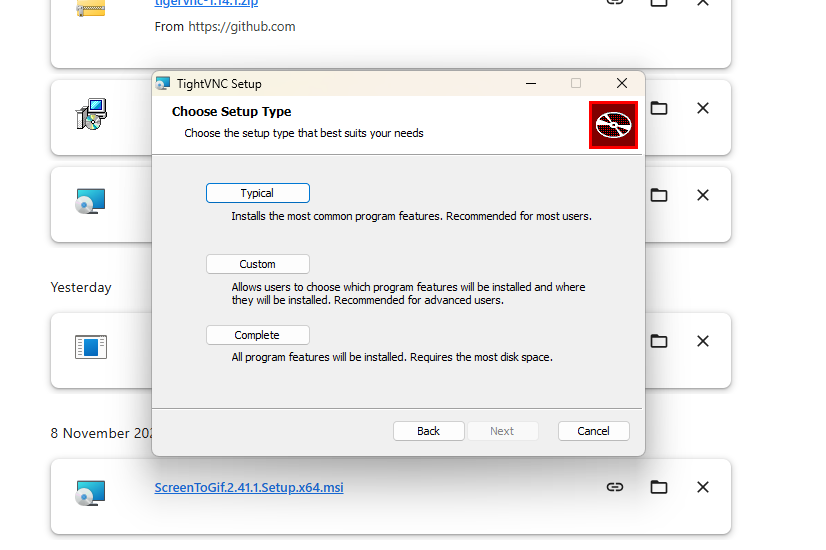 tigervnc-1.14.1.zip
From https://github.com
TightVNC Setup
Choose Setup Type
Choose the setup type that best suits your needs
Typical
Installs the most common program features. Recommended for most users.
Custom
Allows users to choose which program features will be installed and where
they will be installed. Recommended for advanced users.
Complete
All program features will be installed. Requires the most disk space.
Back
Next
Cancel
Yesterday
8 November
ScreenToGif.2.41.1.Setup.x64.msi